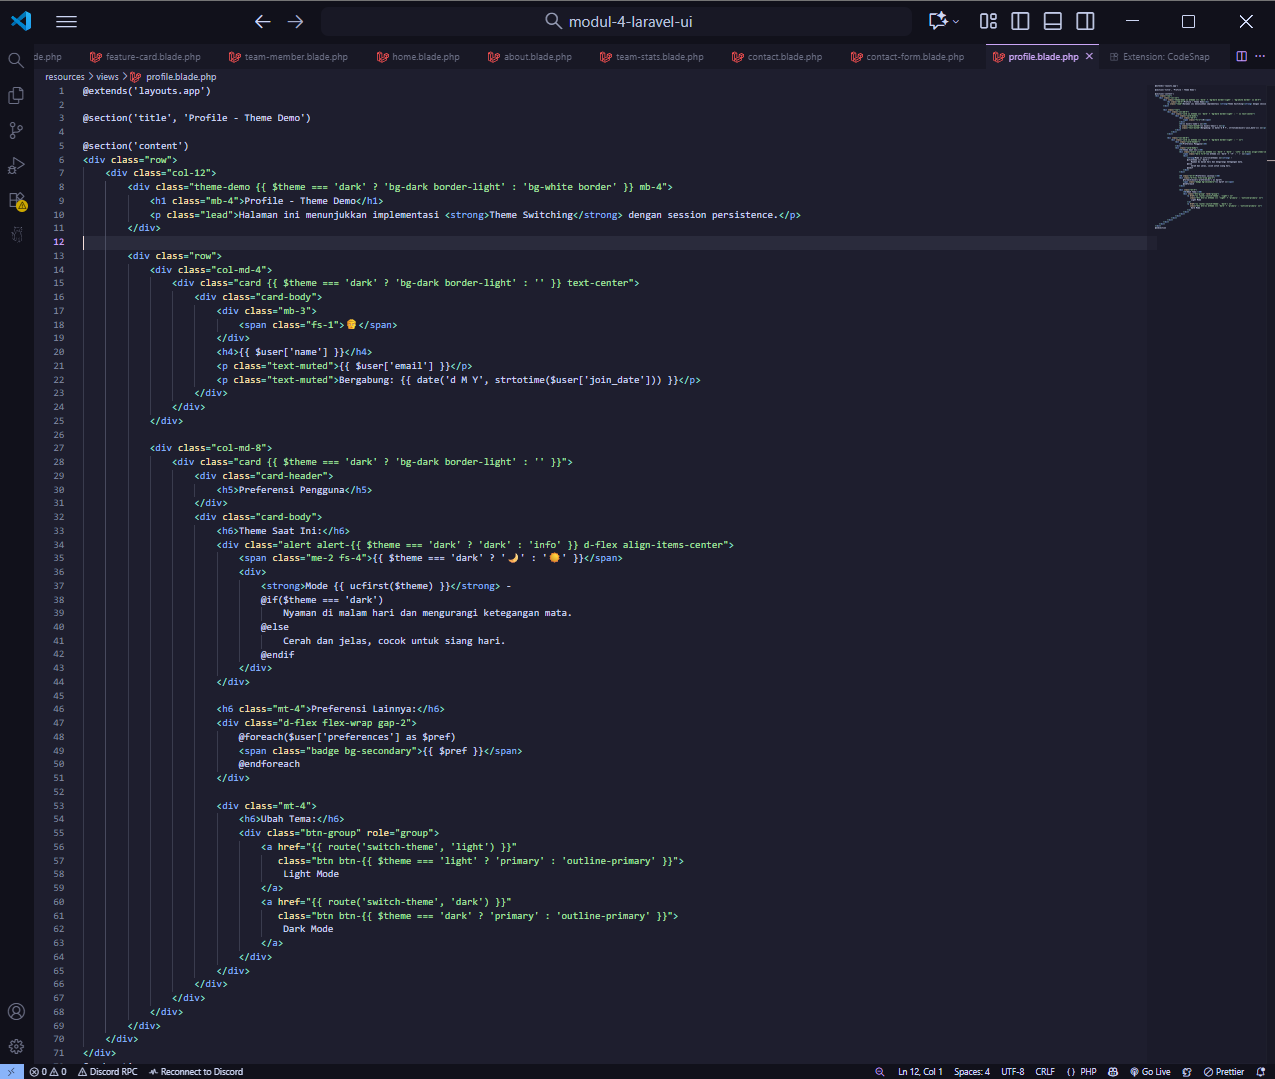 modul-4-laravel-ui
de.php feature-card.blade.php team-member.blade.php home.blade.php about.blade.php team-stats.blade.php contact.blade.php contact-form.blade.php profile.blade.php Extension: CodeSnap
resources > views > profile.blade.php
1 @extends('layouts.app')
2
3 @section('title', 'Profile - Theme Demo')
4
5 @section('content')
6 <div class="row">
7 <div class="col-12">
8 <div class="theme-demo {{ $theme === 'dark' ? 'bg-dark border-light' : 'bg-white border' }} mb-4">
9 <h1 class="mb-4">Profile - Theme Demo</h1>
10 <p class="lead">Halaman ini menunjukkan implementasi <strong>Theme Switching</strong> dengan session persistence.</p>
11 </div>
12
13 <div class="row">
14 <div class="col-md-4">
15 <div class="card {{ $theme === 'dark' ? 'bg-dark border-light' : '' }} text-center">
16 <div class="card-body">
17 <div class="mb-3">
18 <span class="fs-1"></span>
19 </div>
20 <h4>{{ $user['name'] }}</h4>
21 <p class="text-muted">{{ $user['email'] }}</p>
22 <p class="text-muted">Bergabung: {{ date('d M Y', strtotime($user['join_date'])) }}</p>
23 </div>
24 </div>
25 </div>
26
27 <div class="col-md-8">
28 <div class="card {{ $theme === 'dark' ? 'bg-dark border-light' : '' }}">
29 <div class="card-header">
30 <h5>Preferensi Pengguna</h5>
31 </div>
32 <div class="card-body">
33 <h6>Theme Saat Ini:</h6>
34 <div class="alert alert-{{ $theme === 'dark' ? 'dark' : 'info' }} d-flex align-items-center">
35 <span class="me-2 fs-4">{{ $theme === 'dark' ? '🌙' : '🌞' }}</span>
36 <div>
37 <strong>Mode {{ ucfirst($theme) }}</strong> -
38 @if($theme === 'dark')
39 Nyaman di malam hari dan mengurangi ketegangan mata.
40 @else
41 Cerah dan jelas, cocok untuk siang hari.
42 @endif
43 </div>
44 </div>
45
46 <h6 class="mt-4">Preferensi Lainnya:</h6>
47 <div class="d-flex flex-wrap gap-2">
48 @foreach($user['preferences'] as $pref)
49 <span class="badge bg-secondary">{{ $pref }}</span>
50 @endforeach
51 </div>
52
53 <div class="mt-4">
54 <h6>Ubah Tema:</h6>
55 <div class="btn-group" role="group">
56 <a href="{{ route('switch-theme', 'light') }}"
57 class="btn btn-{{ $theme === 'light' ? 'primary' : 'outline-primary' }}">
58 Light Mode
59 </a>
60 <a href="{{ route('switch-theme', 'dark') }}"
61 class="btn btn-{{ $theme === 'dark' ? 'primary' : 'outline-primary' }}">
62 Dark Mode
63 </a>
64 </div>
65 </div>
66 </div>
67 </div>
68 </div>
69 </div>
70 </div>
71 </div>
0 0 Discord RPC Reconnect to Discord Ln 12, Col 1 Spaces: 4 UTF-8 CRLF {} PHP Go Live Prettier